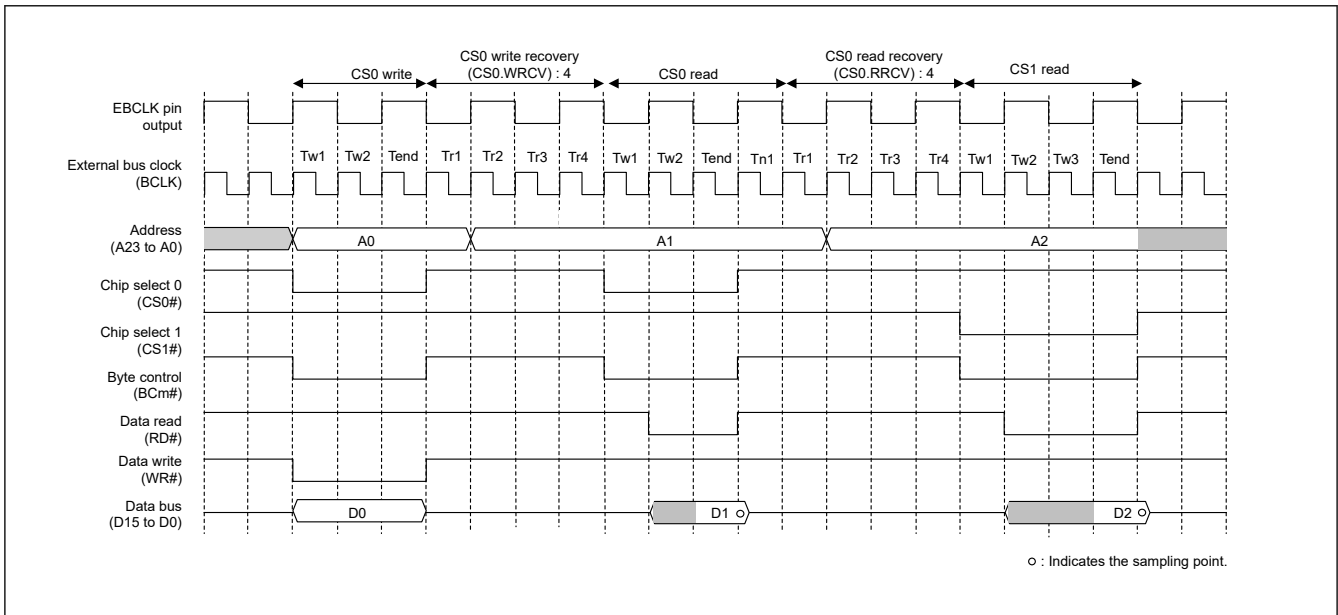 CS0 write
CS0 write recovery
(CS0.WRCV) : 4
CS0 read
CS0 read recovery
(CS0.RRCV) : 4
CS1 read
EBCLK pin
output
External bus clock
(BCLK)
Tw1 Tw2 Tend Tr1 Tr2 Tr3 Tr4 Tw1 Tw2 Tend Tn1 Tr1 Tr2 Tr3 Tr4 Tw1 Tw2 Tw3 Tend
Address
(A23 to A0)
A0 A1 A2
Chip select 0
(CS0#)
Chip select 1
(CS1#)
Byte control
(BCm#)
Data read
(RD#)
Data write
(WR#)
Data bus
(D15 to D0)
D0 D1 D2
: Indicates the sampling point.